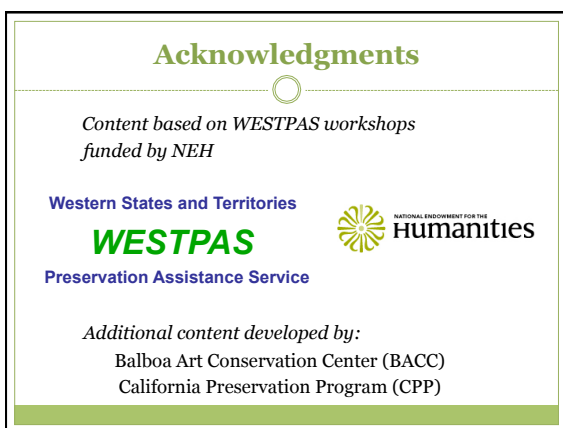 Acknowledgments
Content based on WESTPAS workshops
funded by NEH
Western States and Territories
WESTPAS
Preservation Assistance Service
NATIONAL ENDOWMENT FOR THE
Humanities
Additional content developed by:
Balboa Art Conservation Center (BACC)
California Preservation Program (CPP)